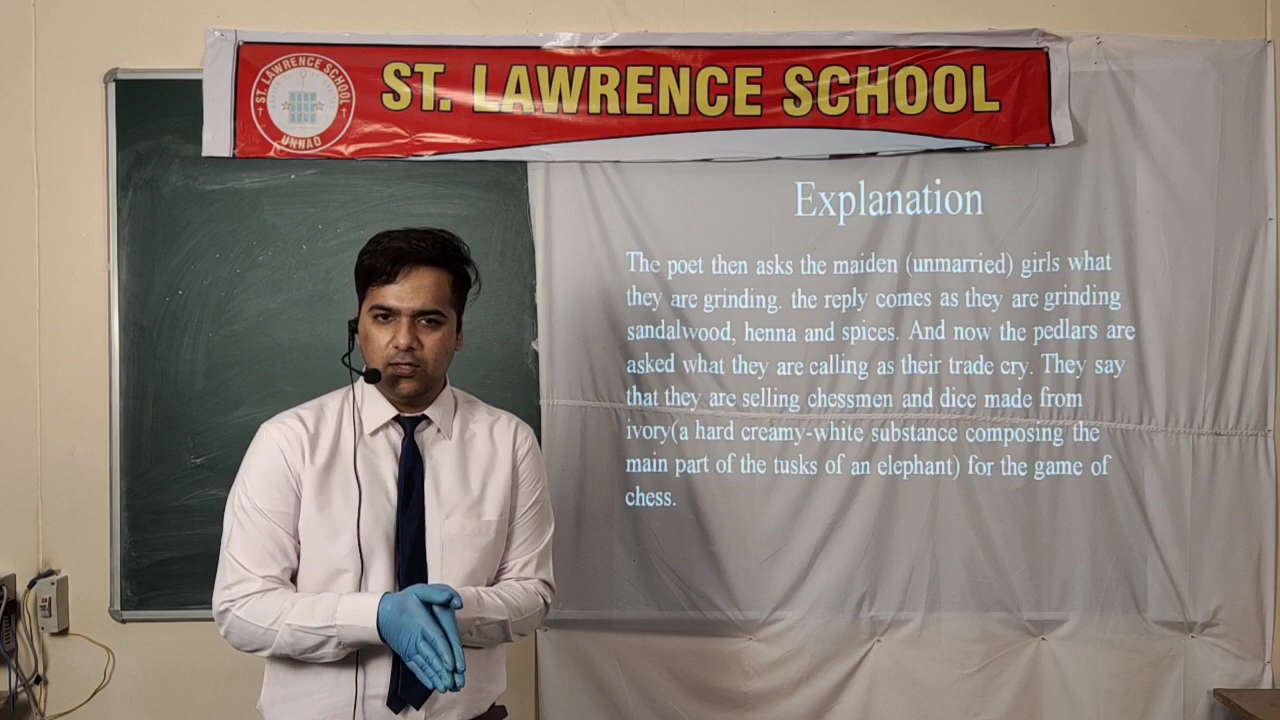 ST. LAWRENCE SCHOOL
ST. LAWRENCE SCHOOL
UNNAO
Explanation
The poet then asks the maiden (unmarried) girls what
they are grinding. the reply comes as they are grinding
sandalwood, henna and spices. And now the pedlars are
asked what they are calling as their trade cry. They say
that they are selling chessmen and dice made from
ivory(a hard creamy-white substance composing the
main part of the tusks of an elephant) for the game of
chess.